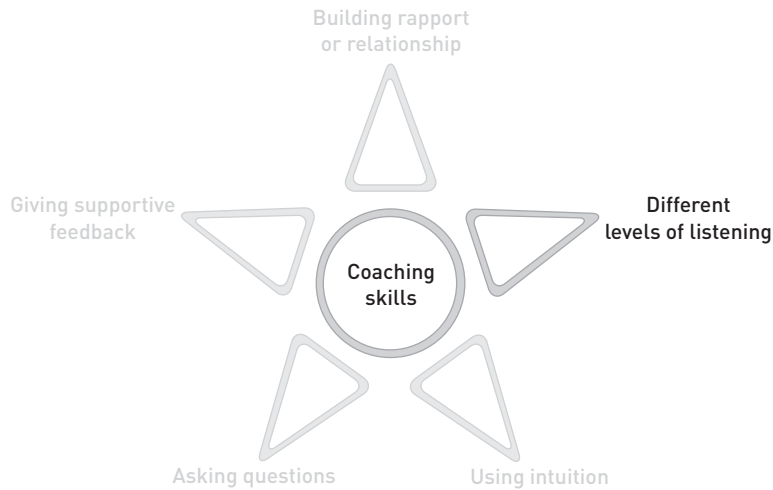 Building rapport
or relationship
Giving supportive
feedback
Different
levels of listening
Coaching
skills
Asking questions
Using intuition